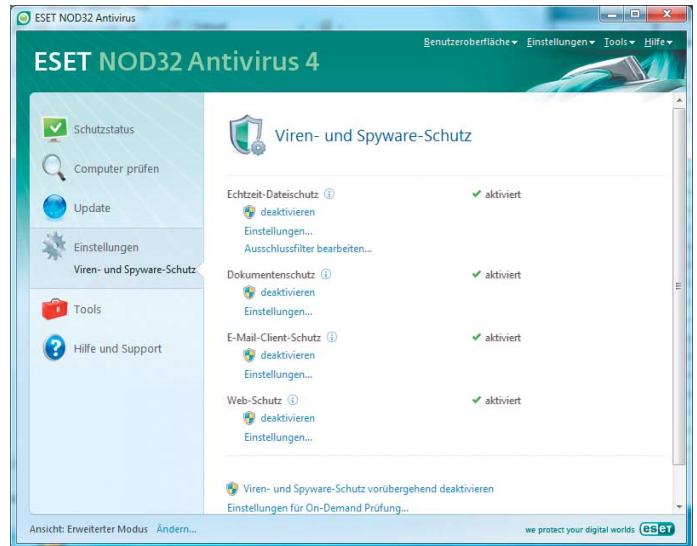 ESET NOD32 Antivirus
ESET NOD32 Antivirus 4
Benutzeroberfläche Einstellungen Tools Hilfe
Schutzstatus
Computer prüfen
Update
Einstellungen
Viren- und Spyware-Schutz
Tools
Hilfe und Support
Viren- und Spyware-Schutz
Echtzeit-Dateischutz aktiviert
deaktivieren
Einstellungen...
Ausschlussfilter bearbeiten...
Dokumentenschutz aktiviert
deaktivieren
Einstellungen...
E-Mail-Client-Schutz aktiviert
deaktivieren
Einstellungen...
Web-Schutz aktiviert
deaktivieren
Einstellungen...
Viren- und Spyware-Schutz vorübergehend deaktivieren
Einstellungen für On-Demand Prüfung...
Ansicht: Erweiterter Modus Ändern...
we protect your digital worlds eset